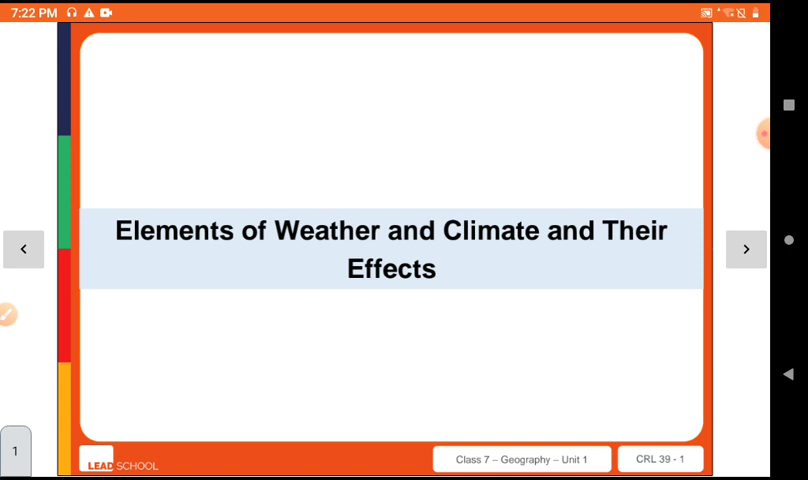 7:22 PM
Elements of Weather and Climate and Their
Effects
1
LEAD SCHOOL
Class 7 – Geography – Unit 1
CRL 39 - 1